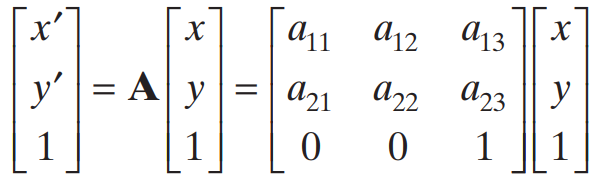 [x′ y′ 1] = A [x y 1] = [a₁₁ a₁₂ a₁₃; a₂₁ a₂₂ a₂₃; 0 0 1] [x y 1]